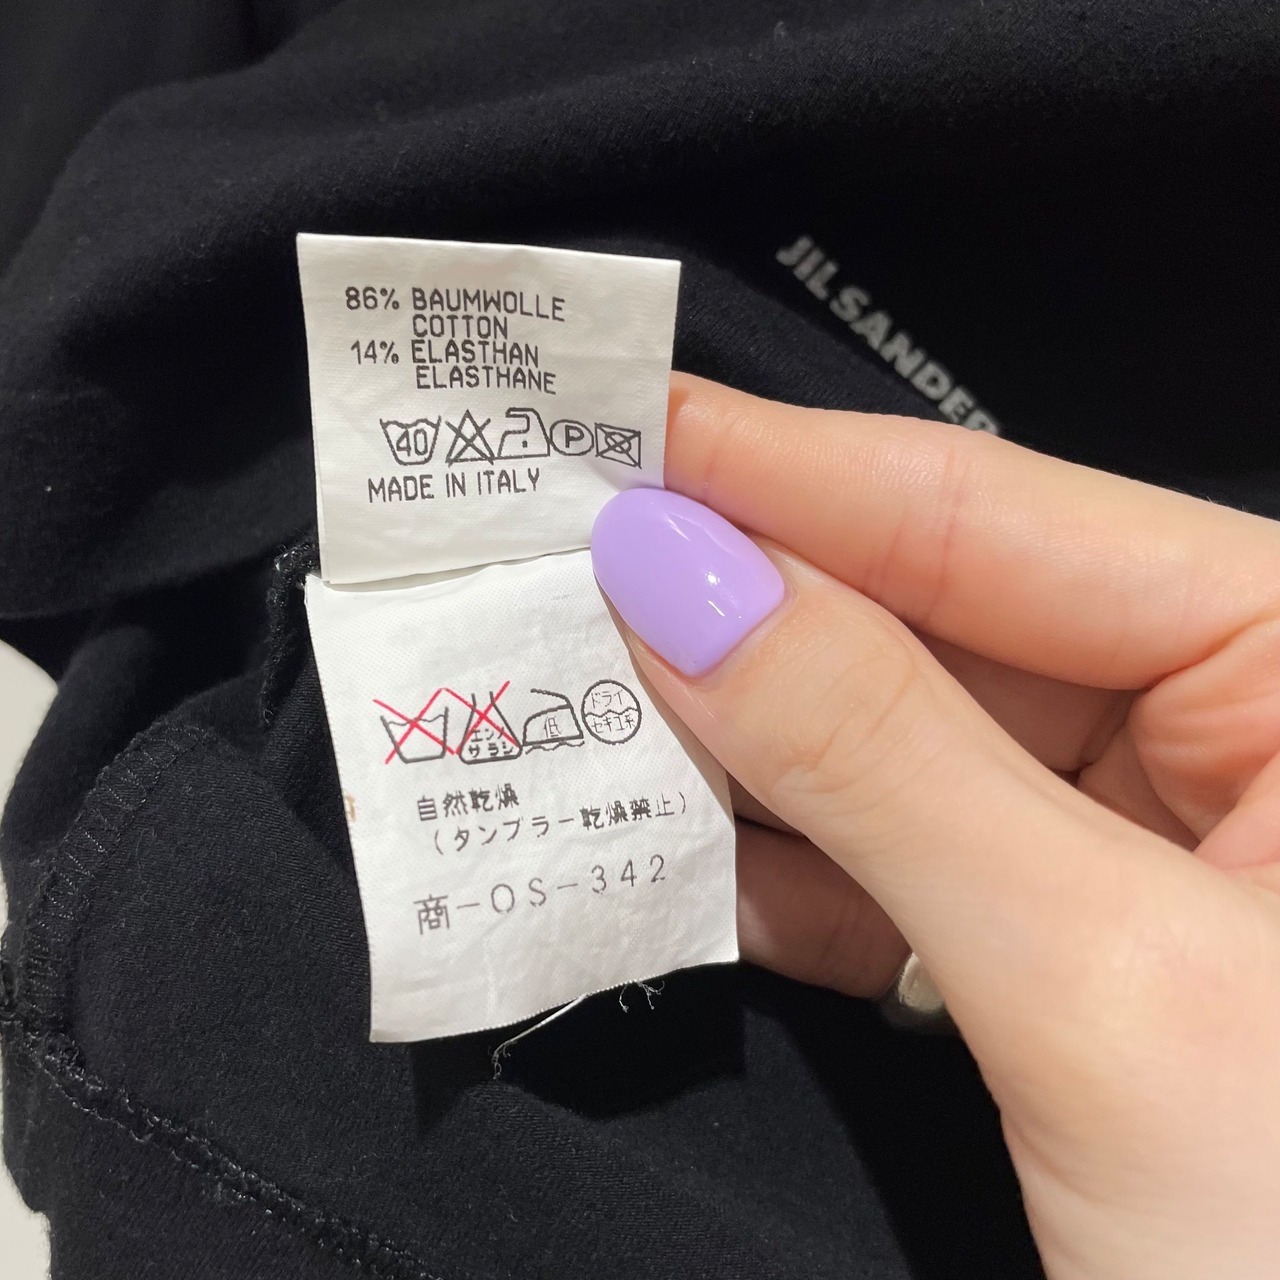 JIL SANDER
86% BAUMWOLLE
COTTON
14% ELASTHAN
ELASTHANE
40 P
MADE IN ITALY
エンソ
サラシ
低
ドライ
セキユ系
自然乾燥
(タンブラー乾燥禁止)
商-OS-342